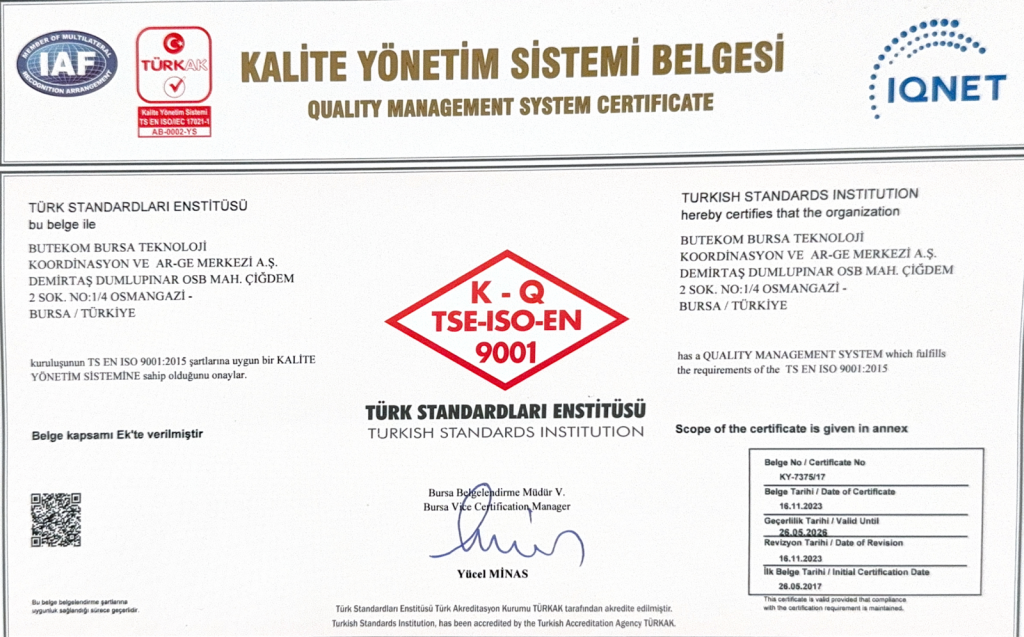 MEMBER OF MULTILATERAL
IAF
RECOGNITION ARRANGEMENT
TÜRKAK
Kalite Yönetim Sistemi
TS EN ISO/IEC 17021-1
AB-0002-YS
KALİTE YÖNETİM SİSTEMİ BELGESİ
QUALITY MANAGEMENT SYSTEM CERTIFICATE
IQNET
TÜRK STANDARDLARI ENSTİTÜSÜ
bu belge ile
BUTEKOM BURSA TEKNOLOJİ
KOORDİNASYON VE AR-GE MERKEZİ A.Ş.
DEMİRTAŞ DUMLUPINAR OSB MAH. ÇİĞDEM
2 SOK. NO:1/4 OSMANGAZİ -
BURSA / TÜRKİYE
kuruluşunun TS EN ISO 9001:2015 şartlarına uygun bir KALİTE
YÖNETİM SİSTEMİNE sahip olduğunu onaylar.
Belge kapsamı Ek'te verilmiştir
Bu belge belgelendirme şartlarına
uygunluk sağlandığı sürece geçerlidir.
K - Q
TSE-ISO-EN
9001
TÜRK STANDARDLARI ENSTİTÜSÜ
TURKISH STANDARDS INSTITUTION
Bursa Belgelendirme Müdür V.
Bursa Vice Certification Manager
Yücel MİNAS
TURKISH STANDARDS INSTITUTION
hereby certifies that the organization
BUTEKOM BURSA TEKNOLOJİ
KOORDİNASYON VE AR-GE MERKEZİ A.Ş.
DEMİRTAŞ DUMLUPINAR OSB MAH. ÇİĞDEM
2 SOK. NO:1/4 OSMANGAZİ -
BURSA / TÜRKİYE
has a QUALITY MANAGEMENT SYSTEM which fulfills
the requirements of the TS EN ISO 9001:2015
Scope of the certificate is given in annex
Belge No / Certificate No
KY-7375/17
Belge Tarihi / Date of Certificate
16.11.2023
Geçerlilik Tarihi / Valid Until
26.05.2026
Revizyon Tarihi / Date of Revision
16.11.2023
İlk Belge Tarihi / Initial Certification Date
26.05.2017
This certificate is valid provided that compliance
with the certification requirement is maintained.
Türk Standardları Enstitüsü Türk Akreditasyon Kurumu TÜRKAK tarafından akredite edilmiştir.
Turkish Standards Institution, has been accredited by the Turkish Accreditation Agency TÜRKAK.